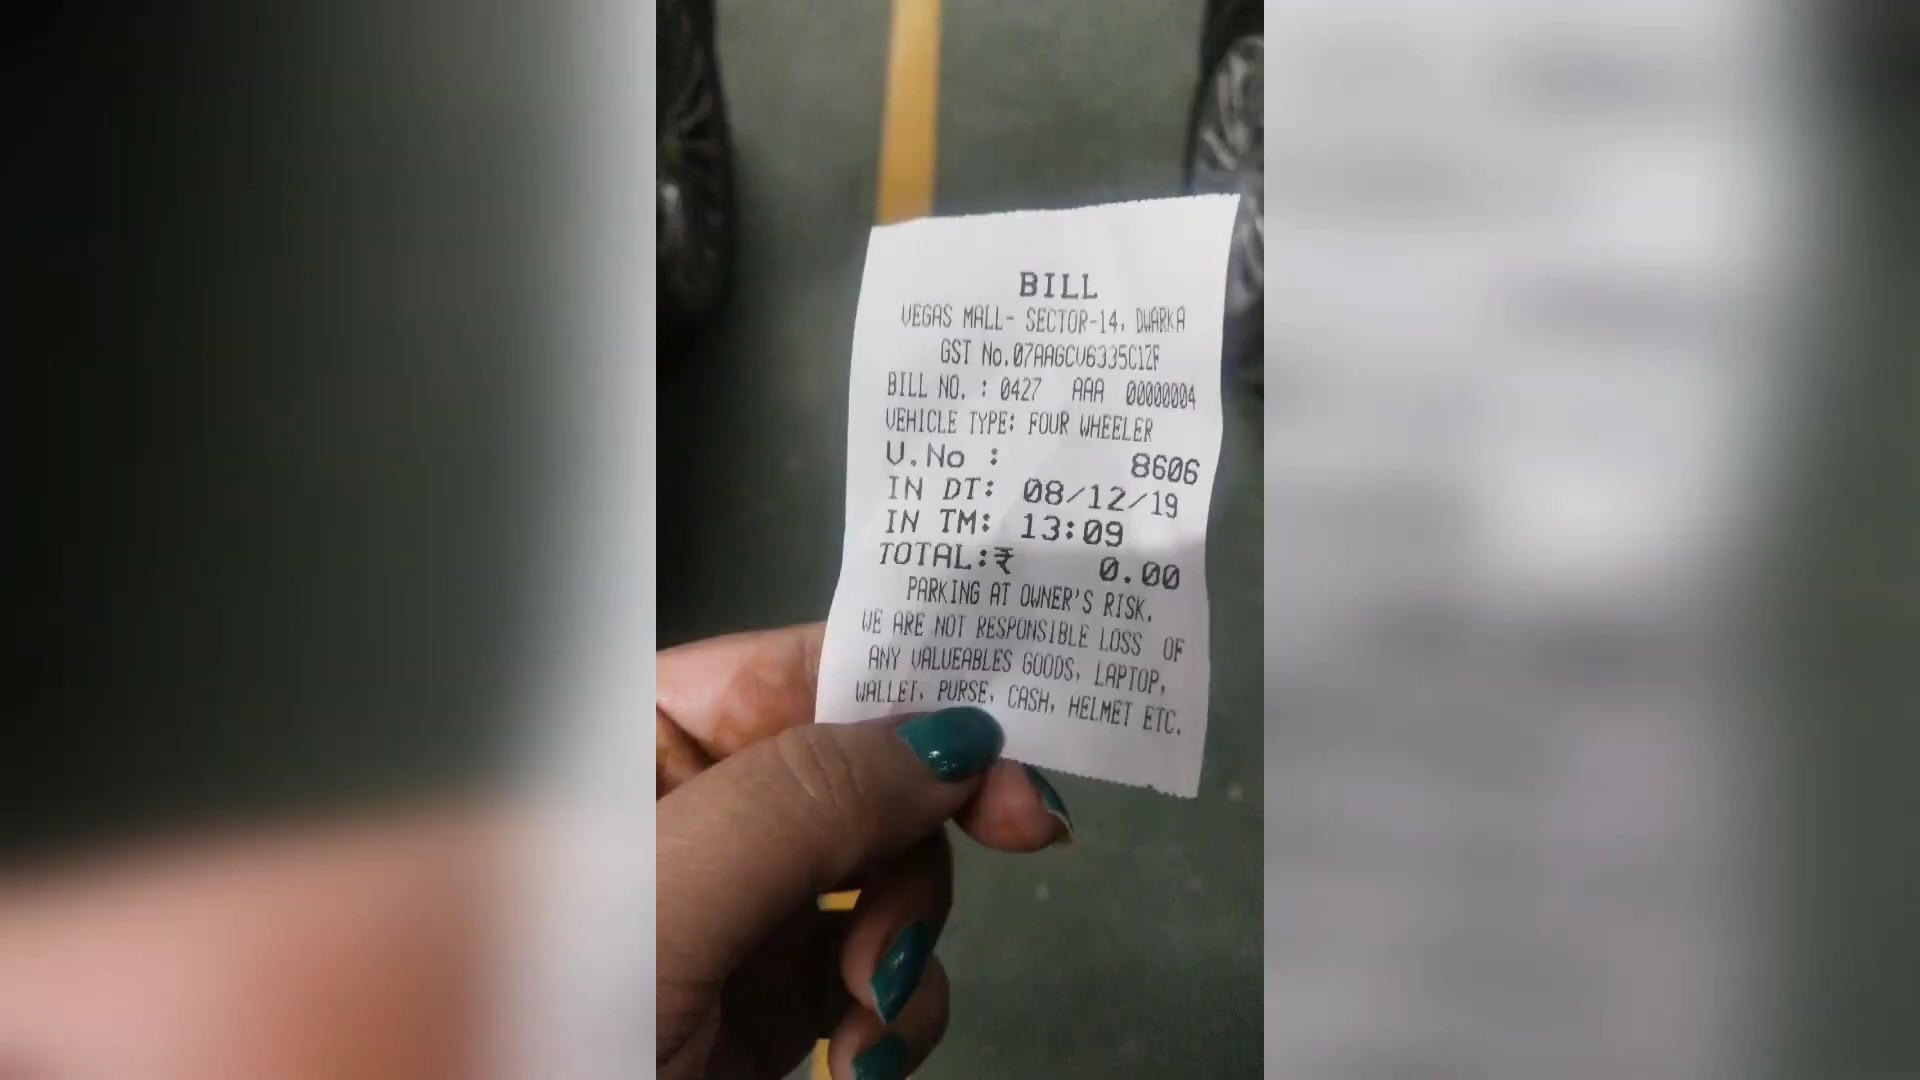 BILL
VEGAS MALL- SECTOR-14, DWARKA
GST No.07AAGCV6335C1ZF
BILL NO. : 0427 AAA 00000004
VEHICLE TYPE: FOUR WHEELER
V.No : 8606
IN DT: 08/12/19
IN TM: 13:09
TOTAL:₹ 0.00
PARKING AT OWNER'S RISK.
WE ARE NOT RESPONSIBLE LOSS OF
ANY VALUEABLES GOODS, LAPTOP,
WALLET, PURSE, CASH, HELMET ETC.